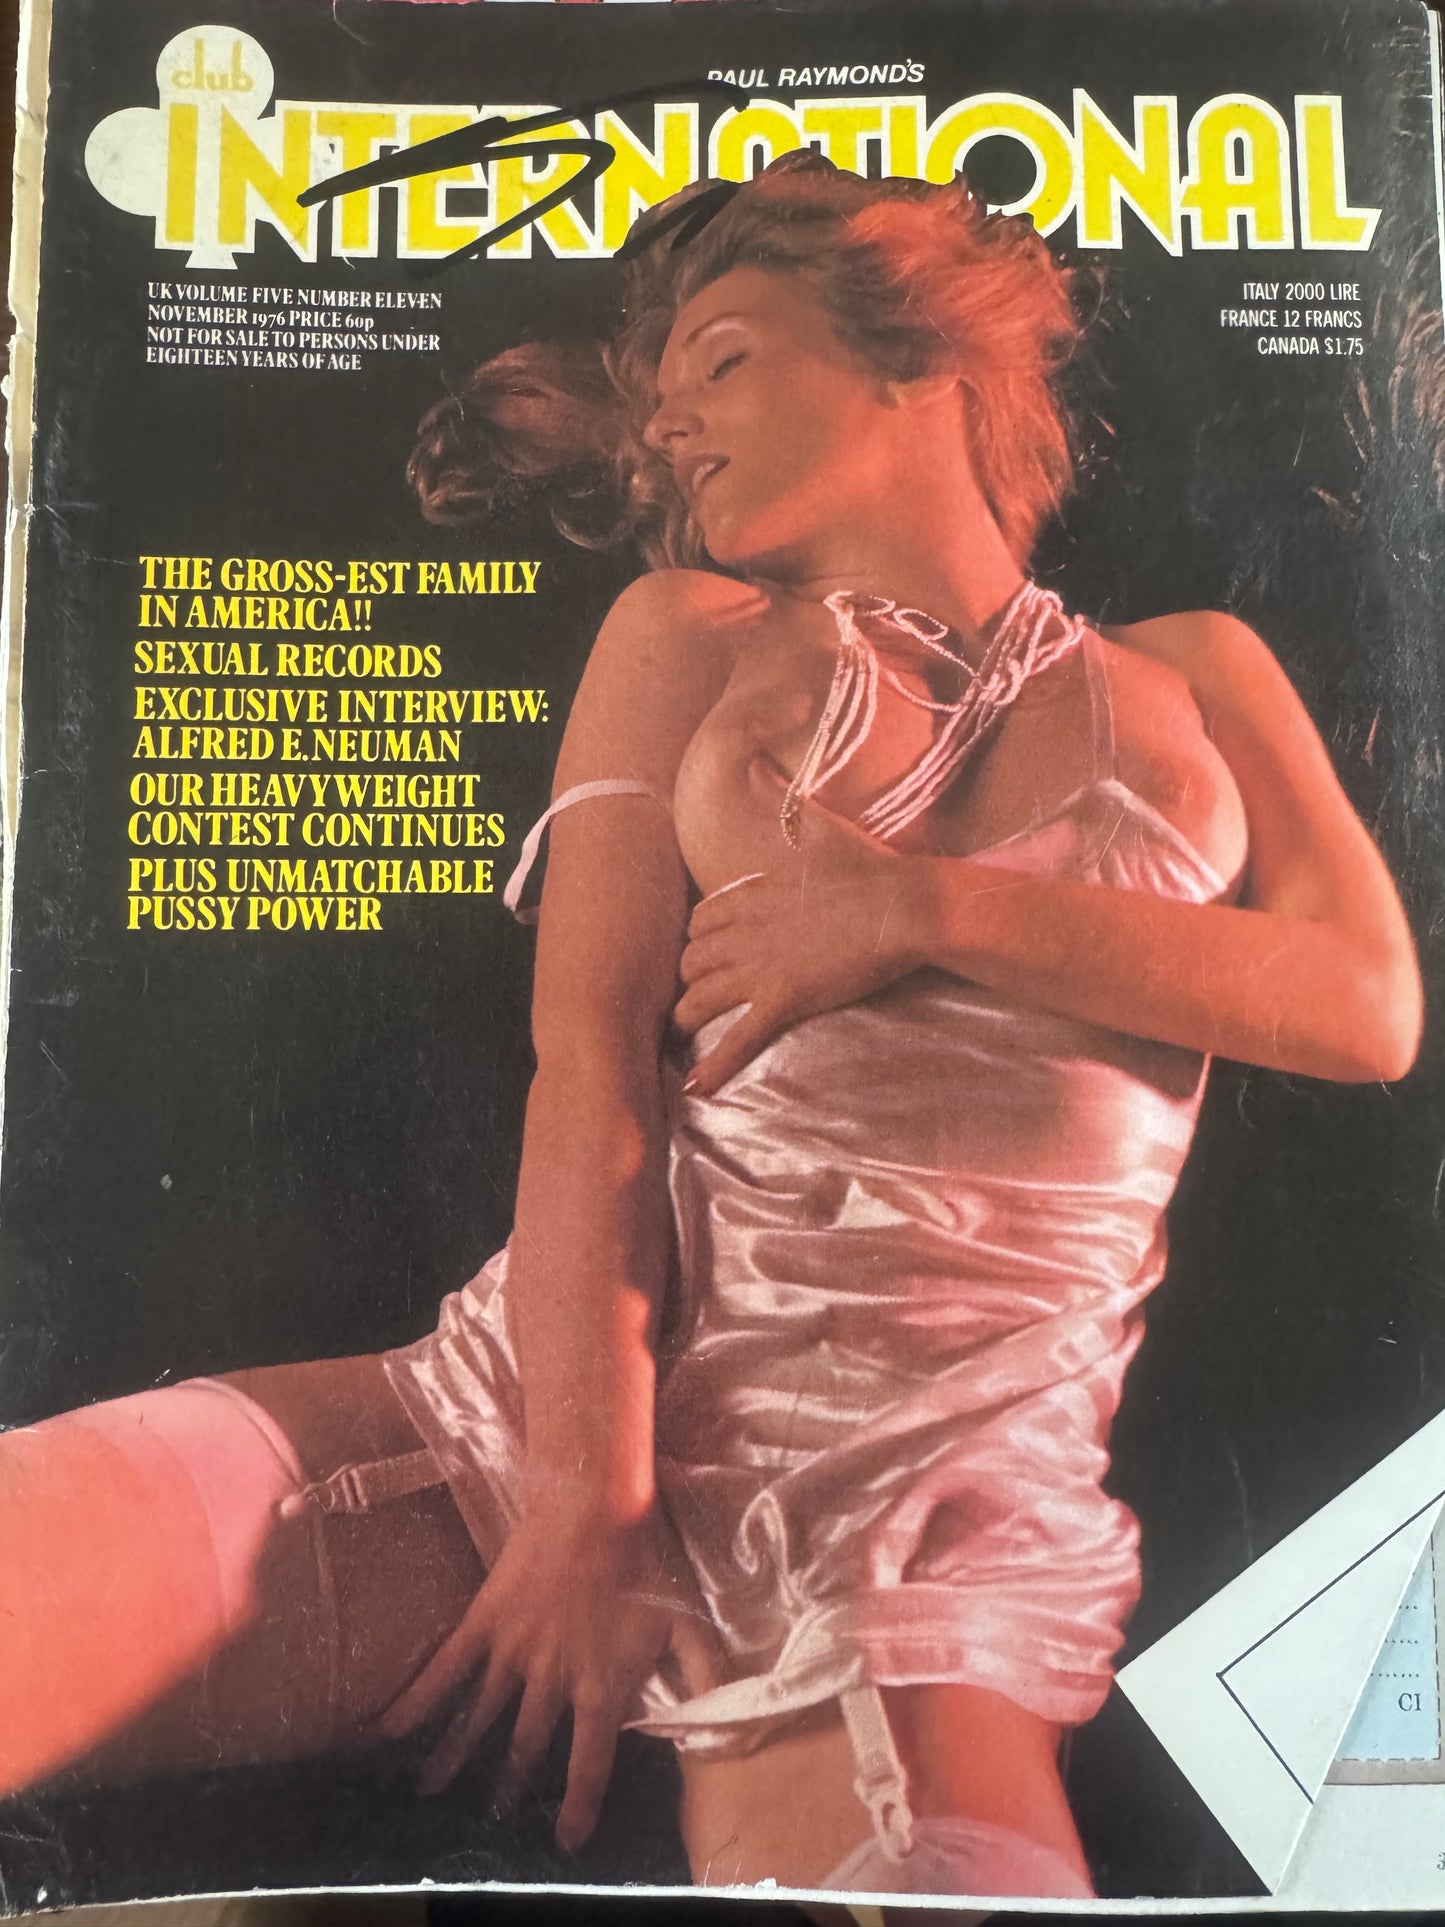 club
PAUL RAYMOND'S
INTERNATIONAL
UK VOLUME FIVE NUMBER ELEVEN
NOVEMBER 1976 PRICE 60p
NOT FOR SALE TO PERSONS UNDER
EIGHTEEN YEARS OF AGE
ITALY 2000 LIRE
FRANCE 12 FRANCS
CANADA $1.75
THE GROSS-EST FAMILY
IN AMERICA!!
SEXUAL RECORDS
EXCLUSIVE INTERVIEW:
ALFRED E. NEUMAN
OUR HEAVYWEIGHT
CONTEST CONTINUES
PLUS UNMATCHABLE
PUSSY POWER
CI